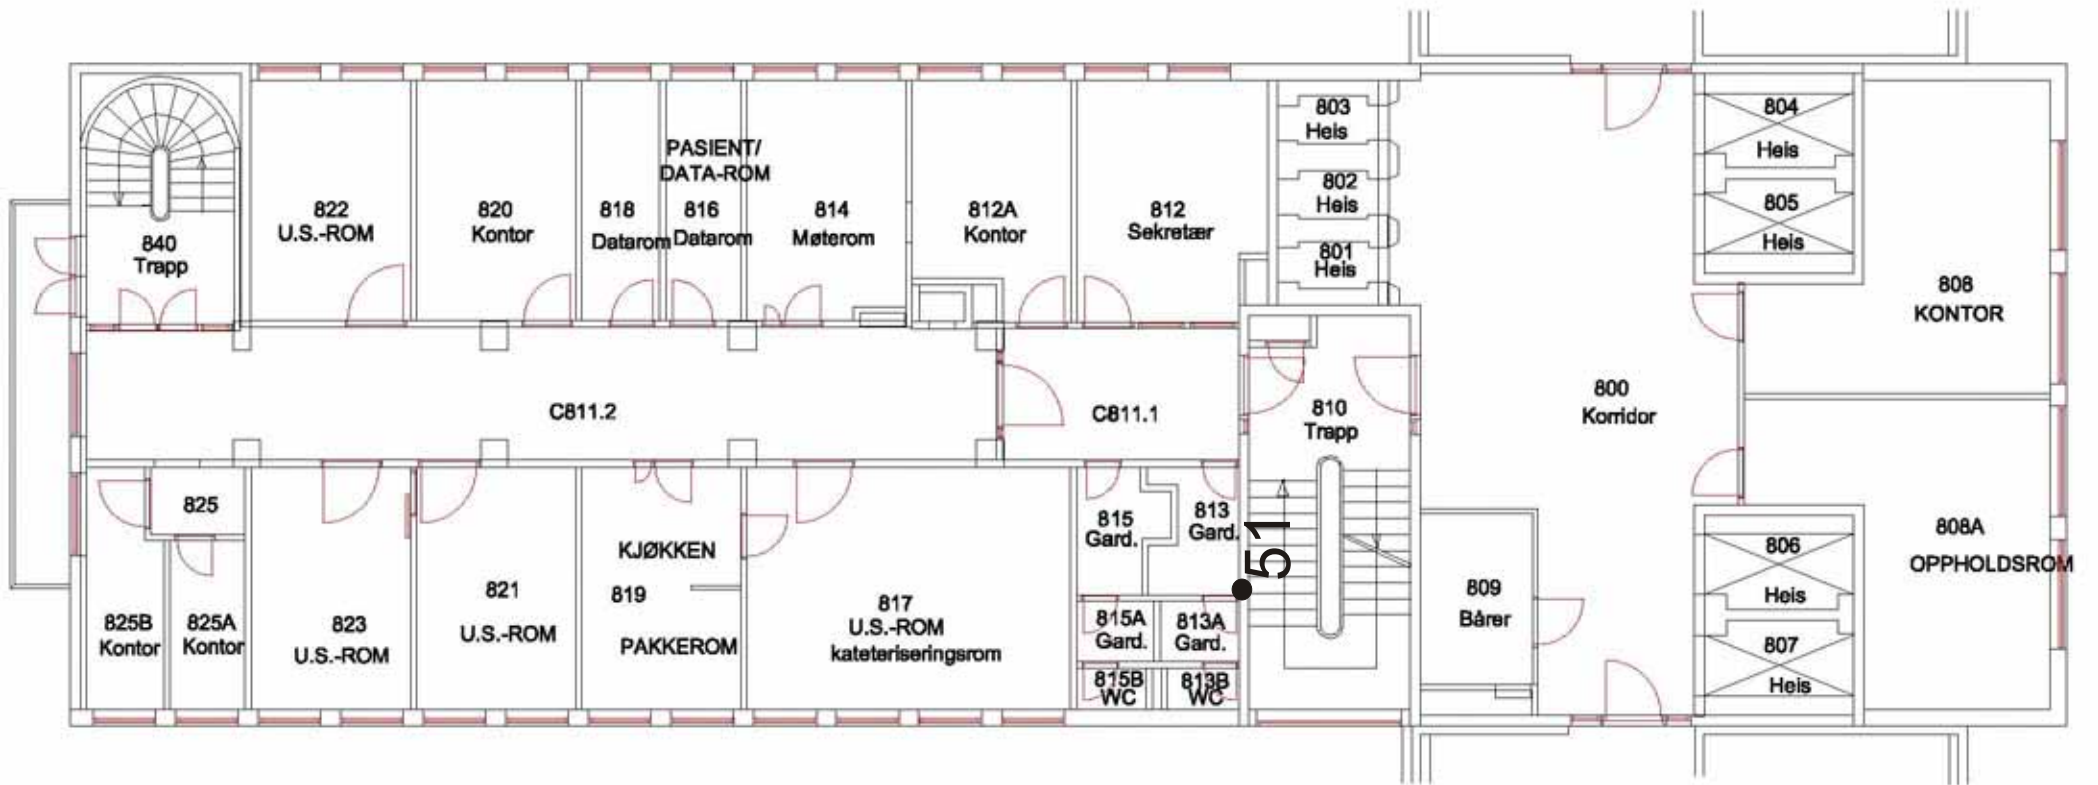 803
Heis
804
Heis
PASIENT/
DATA-ROM
802
Heis
805
Heis
822
U.S.-ROM
820
Kontor
818
Datarom
816
Datarom
814
Møterom
812A
Kontor
812
Sekretær
840
Trapp
801
Heis
808
KONTOR
C811.2
C811.1
810
Trapp
800
Korridor
825
815
Gard.
813
Gard.
51
808A
OPPHOLDSROM
806
Heis
KJØKKEN
819
PAKKEROM
821
U.S.-ROM
817
U.S.-ROM
kateteriseringsrom
809
Bårer
825B
Kontor
825A
Kontor
823
U.S.-ROM
815A
Gard.
813A
Gard.
807
Heis
815B
WC
813B
WC